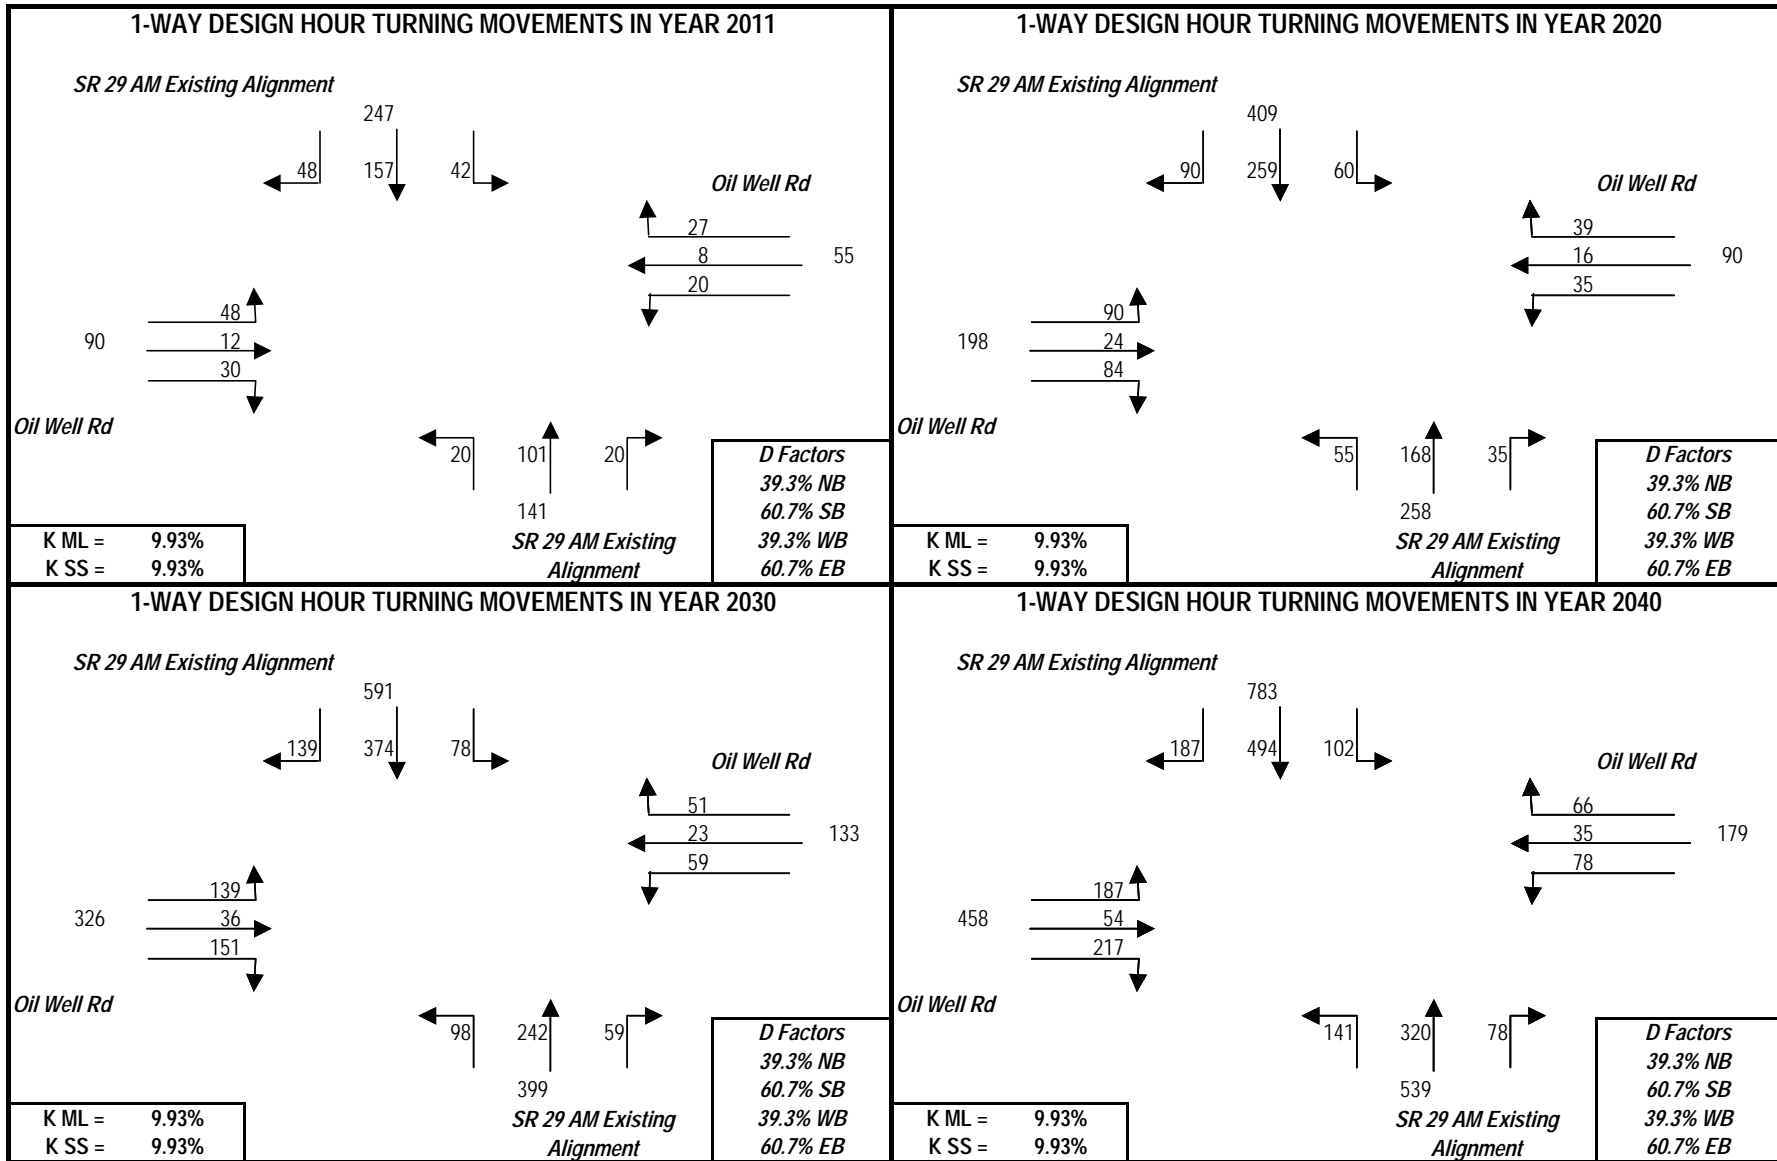 1-WAY DESIGN HOUR TURNING MOVEMENTS IN YEAR 2011
SR 29 AM Existing Alignment
247
48 157 42
Oil Well Rd
27
8 55
20
48
90 12
30
Oil Well Rd
20 101 20
141
SR 29 AM Existing
Alignment
D Factors
39.3% NB
60.7% SB
39.3% WB
60.7% EB
K ML = 9.93%
K SS = 9.93%
1-WAY DESIGN HOUR TURNING MOVEMENTS IN YEAR 2020
SR 29 AM Existing Alignment
409
90 259 60
Oil Well Rd
39
16 90
35
90
198 24
84
Oil Well Rd
55 168 35
258
SR 29 AM Existing
Alignment
D Factors
39.3% NB
60.7% SB
39.3% WB
60.7% EB
K ML = 9.93%
K SS = 9.93%
1-WAY DESIGN HOUR TURNING MOVEMENTS IN YEAR 2030
SR 29 AM Existing Alignment
591
139 374 78
Oil Well Rd
51
23 133
59
139
326 36
151
Oil Well Rd
98 242 59
399
SR 29 AM Existing
Alignment
D Factors
39.3% NB
60.7% SB
39.3% WB
60.7% EB
K ML = 9.93%
K SS = 9.93%
1-WAY DESIGN HOUR TURNING MOVEMENTS IN YEAR 2040
SR 29 AM Existing Alignment
783
187 494 102
Oil Well Rd
66
35 179
78
187
458 54
217
Oil Well Rd
141 320 78
539
SR 29 AM Existing
Alignment
D Factors
39.3% NB
60.7% SB
39.3% WB
60.7% EB
K ML = 9.93%
K SS = 9.93%